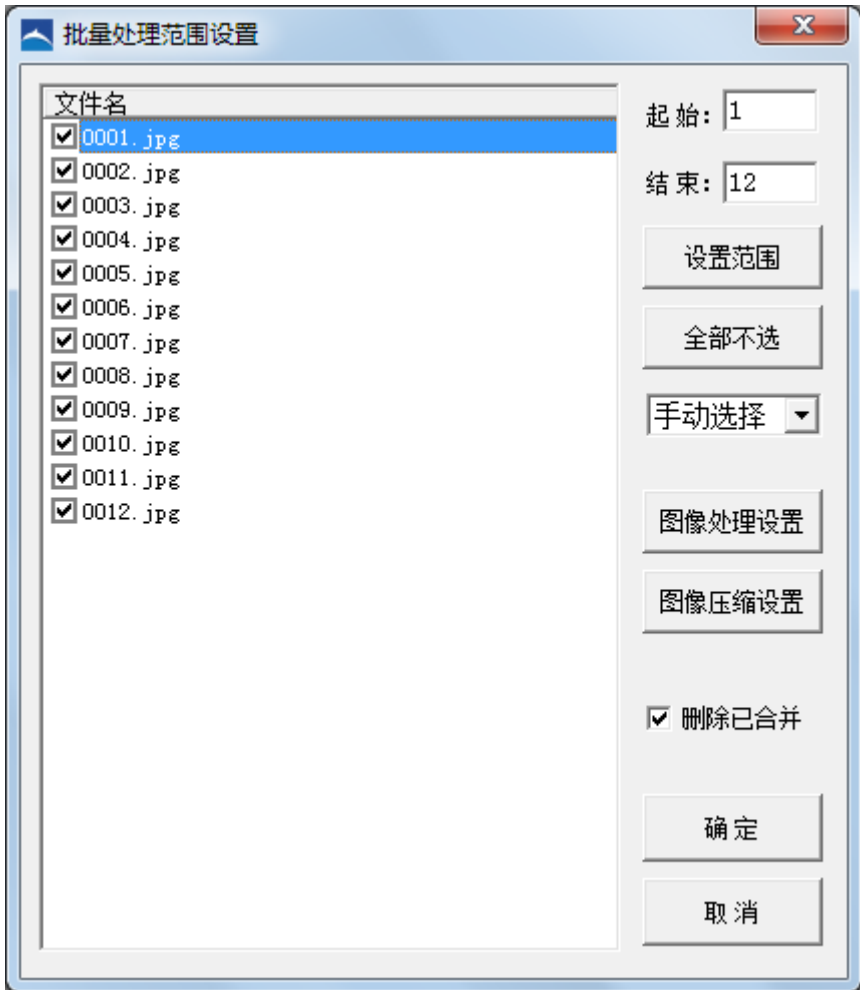 批量处理范围设置
文件名
0001.jpg
0002.jpg
0003.jpg
0004.jpg
0005.jpg
0006.jpg
0007.jpg
0008.jpg
0009.jpg
0010.jpg
0011.jpg
0012.jpg
起始: 1
结束: 12
设置范围
全部不选
手动选择
图像处理设置
图像压缩设置
删除已合并
确定
取消